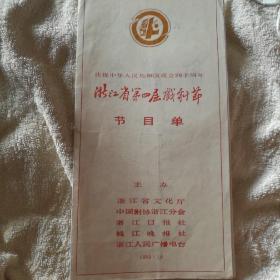 庆祝中华人民共和国成立四十周年
浙江省第四届戏剧节
节目单
主办
浙江省文化厅
中国剧协浙江分会
浙江日报社
钱江晚报社
浙江人民广播电台